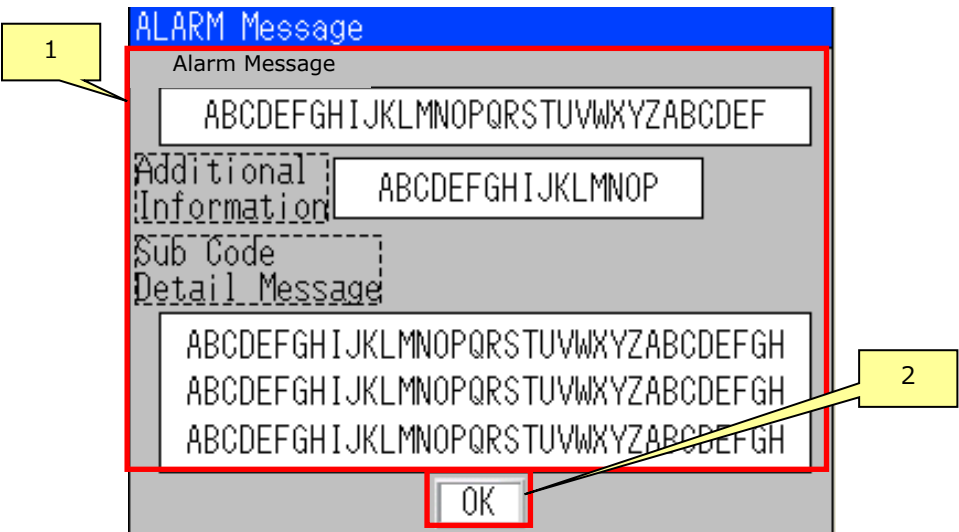 ALARM Message
1
Alarm Message
ABCDEFGHIJKLMNOPQRSTUVWXYZABCDEF
Additional
Information
ABCDEFGHIJKLMNOP
Sub Code
Detail Message
ABCDEFGHIJKLMNOPQRSTUVWXYZABCDEFGH
ABCDEFGHIJKLMNOPQRSTUVWXYZABCDEFGH
2
ABCDEFGHIJKLMNOPQRSTUVWXYZABCDEFGH
OK